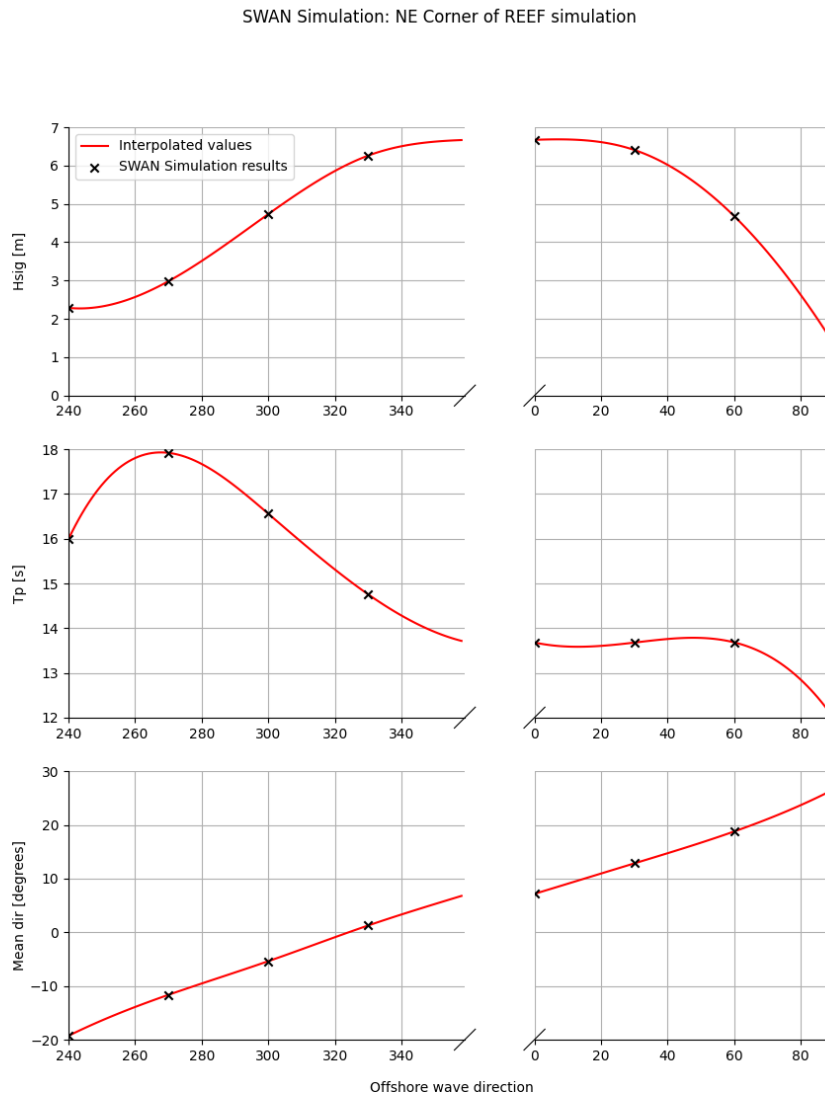 SWAN Simulation: NE Corner of REEF simulation
Interpolated values
SWAN Simulation results
Hsig [m]
7
6
5
4
3
2
1
0
240 260 280 300 320 340
0 20 40 60 80
Tp [s]
18
17
16
15
14
13
12
240 260 280 300 320 340
0 20 40 60 80
Mean dir [degrees]
30
20
10
0
−10
−20
240 260 280 300 320 340
0 20 40 60 80
Offshore wave direction